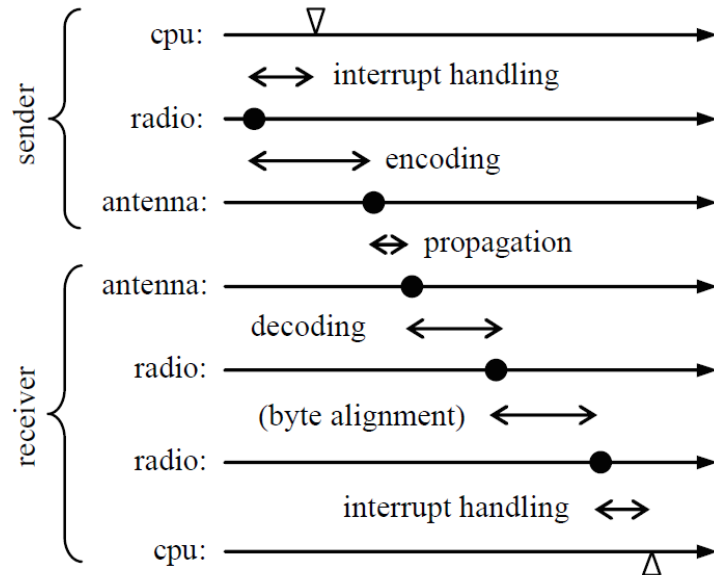 sender
cpu:
interrupt handling
radio:
encoding
antenna:
propagation
receiver
antenna:
decoding
radio:
(byte alignment)
radio:
interrupt handling
cpu: